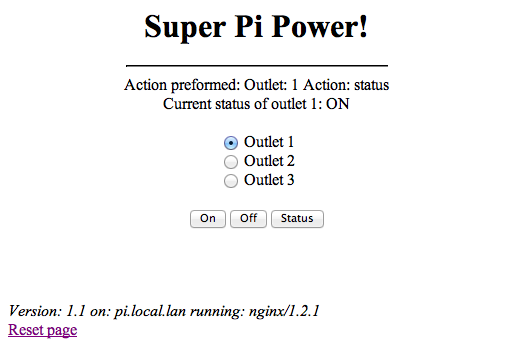 Super Pi Power!
Action preformed: Outlet: 1 Action: status
Current status of outlet 1: ON
Outlet 1
Outlet 2
Outlet 3
On Off Status
Version: 1.1 on: pi.local.lan running: nginx/1.2.1
Reset page